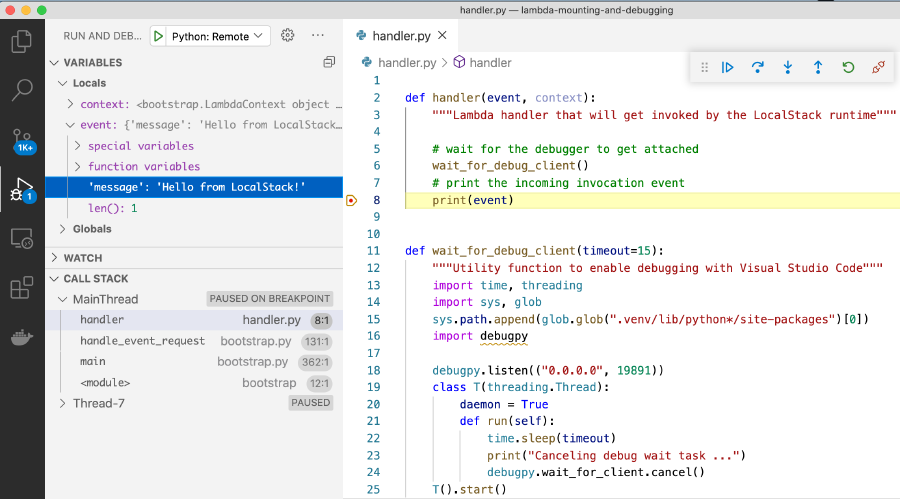 handler.py — lambda-mounting-and-debugging
RUN AND DEB...
Python: Remote
VARIABLES
Locals
context: <bootstrap.LambdaContext object ...
event: {'message': 'Hello from LocalStack...
special variables
function variables
'message': 'Hello from LocalStack!'
len(): 1
Globals
WATCH
CALL STACK
MainThread PAUSED ON BREAKPOINT
handler handler.py 8:1
handle_event_request bootstrap.py 131:1
main bootstrap.py 362:1
<module> bootstrap 12:1
Thread-7 PAUSED
1K+
1
handler.py
handler.py > handler
1
2 def handler(event, context):
3 """Lambda handler that will get invoked by the LocalStack runtime"""
4
5 # wait for the debugger to get attached
6 wait_for_debug_client()
7 # print the incoming invocation event
8 print(event)
9
10
11 def wait_for_debug_client(timeout=15):
12 """Utility function to enable debugging with Visual Studio Code"""
13 import time, threading
14 import sys, glob
15 sys.path.append(glob.glob(".venv/lib/python*/site-packages")[0])
16 import debugpy
17
18 debugpy.listen(("0.0.0.0", 19891))
19 class T(threading.Thread):
20 daemon = True
21 def run(self):
22 time.sleep(timeout)
23 print("Canceling debug wait task ...")
24 debugpy.wait_for_client.cancel()
25 T().start()